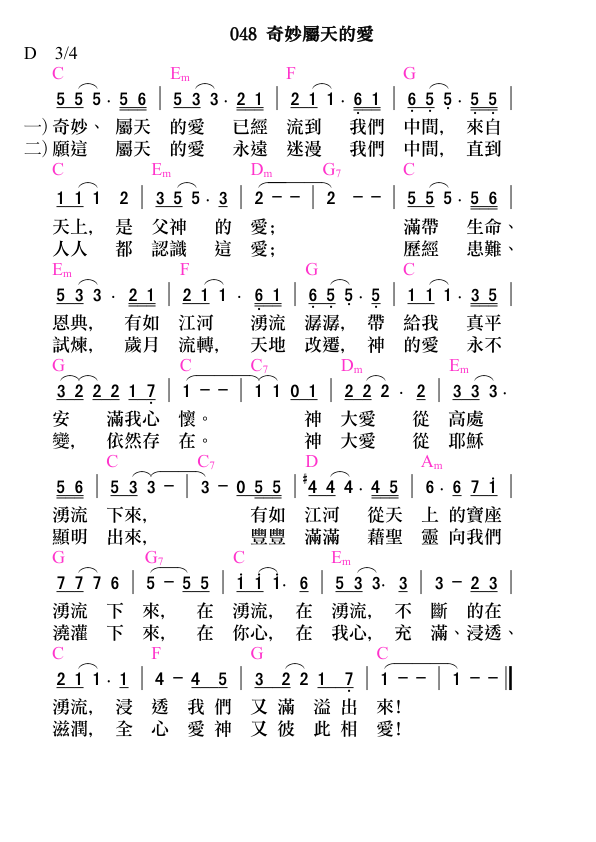 048 奇妙屬天的愛
D 3/4
C Em F G
5 5 5 · 5 6 | 5 3 3 · 2 1 | 2 1 1 · 6 1 | 6 5 5 · 5 5 |
一)奇妙、 屬天 的愛 已經 流到 我們 中間, 來自
二)願這 屬天 的愛 永遠 迷漫 我們 中間, 直到
C Em Dm G7 C
1 1 1 2 | 3 5 5 · 3 | 2 - - | 2 - - | 5 5 5 · 5 6 |
天上, 是 父神 的 愛; 滿帶 生命、
人人 都 認識 這 愛; 歷經 患難、
Em F G C
5 3 3 · 2 1 | 2 1 1 · 6 1 | 6 5 5 · 5 | 1 1 1 · 3 5 |
恩典, 有如 江河 湧流 潺潺, 帶 給我 真平
試煉, 歲月 流轉, 天地 改遷, 神 的愛 永不
G C C7 Dm Em
3 2 2 2 1 7 | 1 - - | 1 1 0 1 | 2 2 2 · 2 | 3 3 3 ·
安 滿我心 懷。 神 大愛 從 高處
變, 依然存 在。 神 大愛 從 耶穌
C C7 D Am
5 6 | 5 3 3 - | 3 - 0 5 5 | #4 4 4 · 4 5 | 6 · 6 7 1 |
湧流 下來, 有如 江河 從天 上 的寶座
顯明 出來, 豐豐 滿滿 藉聖 靈 向我們
G G7 C Em
7 7 7 6 | 5 - 5 5 | 1 1 1 · 6 | 5 3 3 · 3 | 3 - 2 3 |
湧流 下 來, 在 湧流, 在 湧流, 不 斷 的在
澆灌 下 來, 在 你心, 在 我心, 充 滿、浸透、
C F G C
2 1 1 · 1 | 4 - 4 5 | 3 2 2 1 7 | 1 - - | 1 - - ‖
湧流, 浸 透 我 們 又 滿 溢 出 來!
滋潤, 全 心 愛 神 又 彼 此 相 愛!